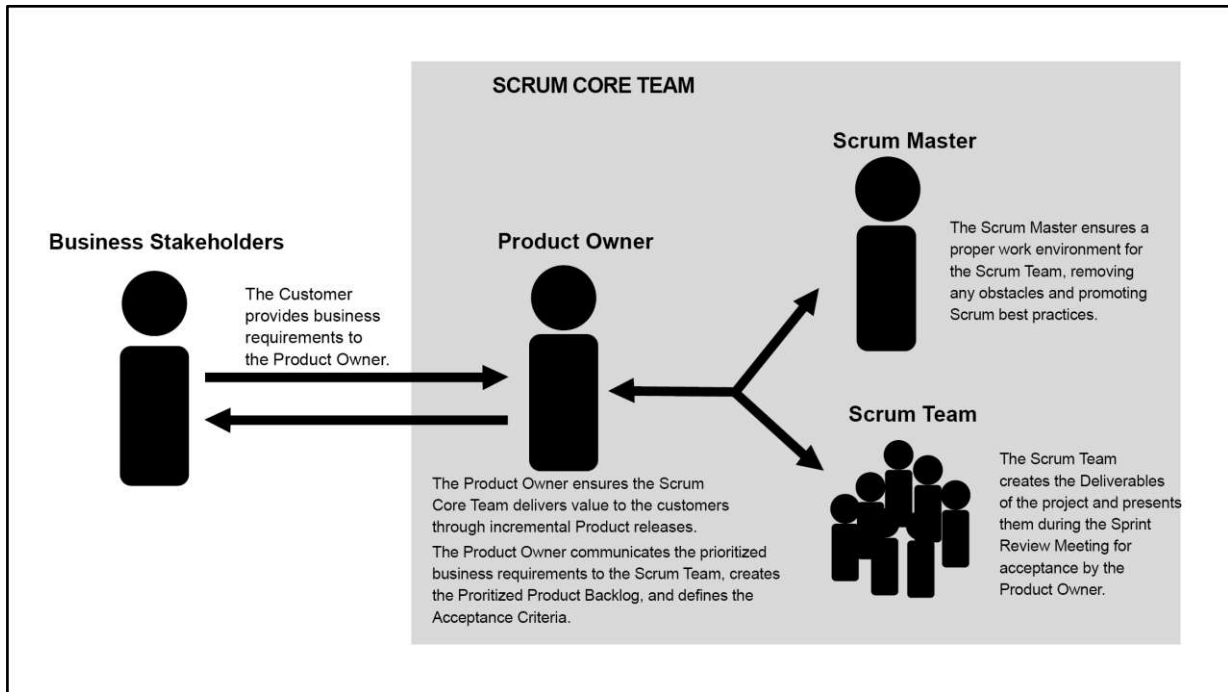 SCRUM CORE TEAM
Scrum Master
The Scrum Master ensures a
proper work environment for
the Scrum Team, removing
any obstacles and promoting
Scrum best practices.
Business Stakeholders
The Customer
provides business
requirements to
the Product Owner.
Product Owner
The Product Owner ensures the Scrum
Core Team delivers value to the customers
through incremental Product releases.
The Product Owner communicates the prioritized
business requirements to the Scrum Team, creates
the Proritized Product Backlog, and defines the
Acceptance Criteria.
Scrum Team
The Scrum Team
creates the Deliverables
of the project and presents
them during the Sprint
Review Meeting for
acceptance by the
Product Owner.